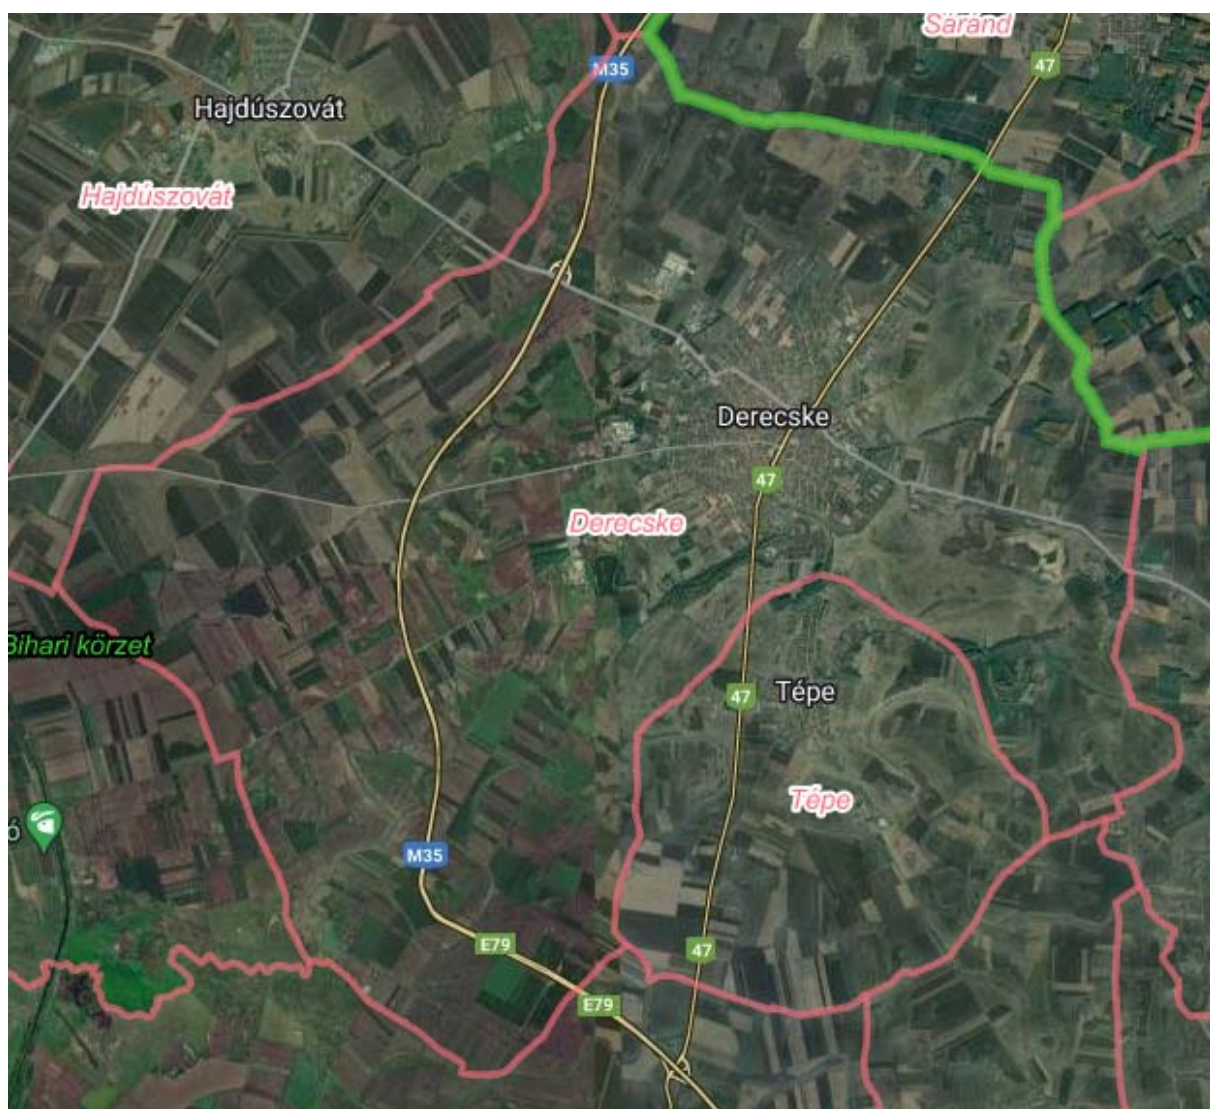 Sáránd
M35
47
Hajdúszovát
Hajdúszovát
Derecske
47
Derecske
Bihari körzet
47
Tépe
Tépe
ó
M35
E79
47
E79